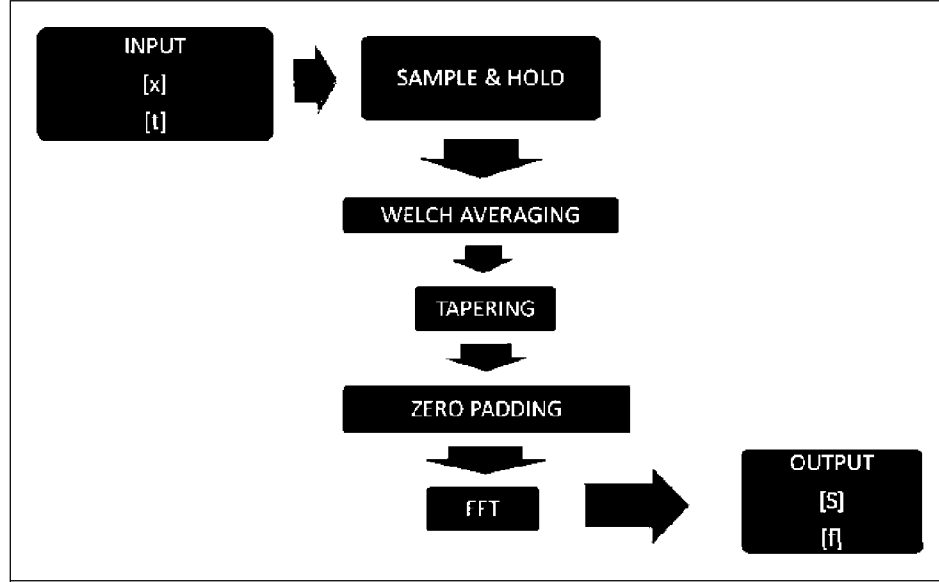 INPUT
[x]
[t]
SAMPLE & HOLD
WELCH AVERAGING
TAPERING
ZERO PADDING
FFT
OUTPUT
[S]
[f]